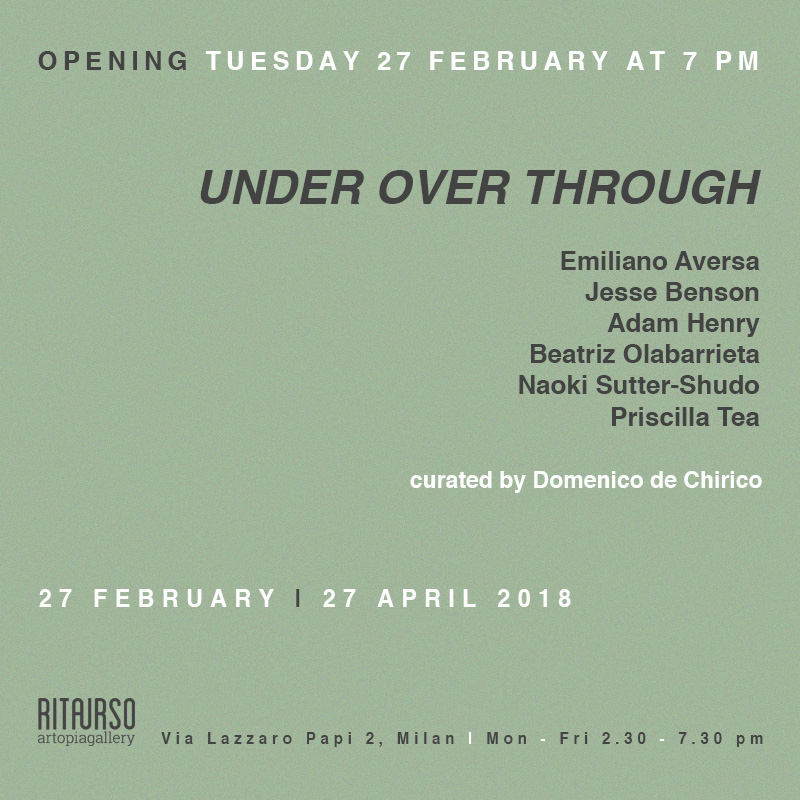 OPENING TUESDAY 27 FEBRUARY AT 7 PM
UNDER OVER THROUGH
Emiliano Aversa
Jesse Benson
Adam Henry
Beatriz Olabarrieta
Naoki Sutter-Shudo
Priscilla Tea
curated by Domenico de Chirico
27 FEBRUARY | 27 APRIL 2018
RITAURSO
artopiagallery
Via Lazzaro Papi 2, Milan | Mon - Fri 2.30 - 7.30 pm